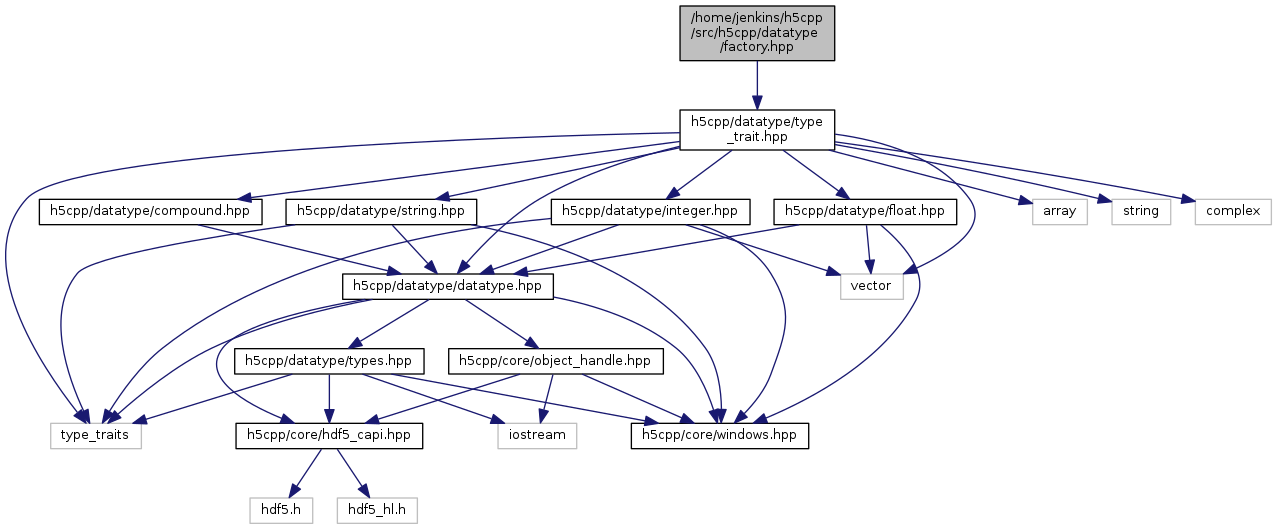 /home/jenkins/h5cpp
/src/h5cpp/datatype
/factory.hpp
h5cpp/datatype/type
_trait.hpp
h5cpp/datatype/compound.hpp
h5cpp/datatype/string.hpp
h5cpp/datatype/integer.hpp
h5cpp/datatype/float.hpp
array
string
complex
h5cpp/datatype/datatype.hpp
vector
h5cpp/datatype/types.hpp
h5cpp/core/object_handle.hpp
type_traits
h5cpp/core/hdf5_capi.hpp
iostream
h5cpp/core/windows.hpp
hdf5.h
hdf5_hl.h